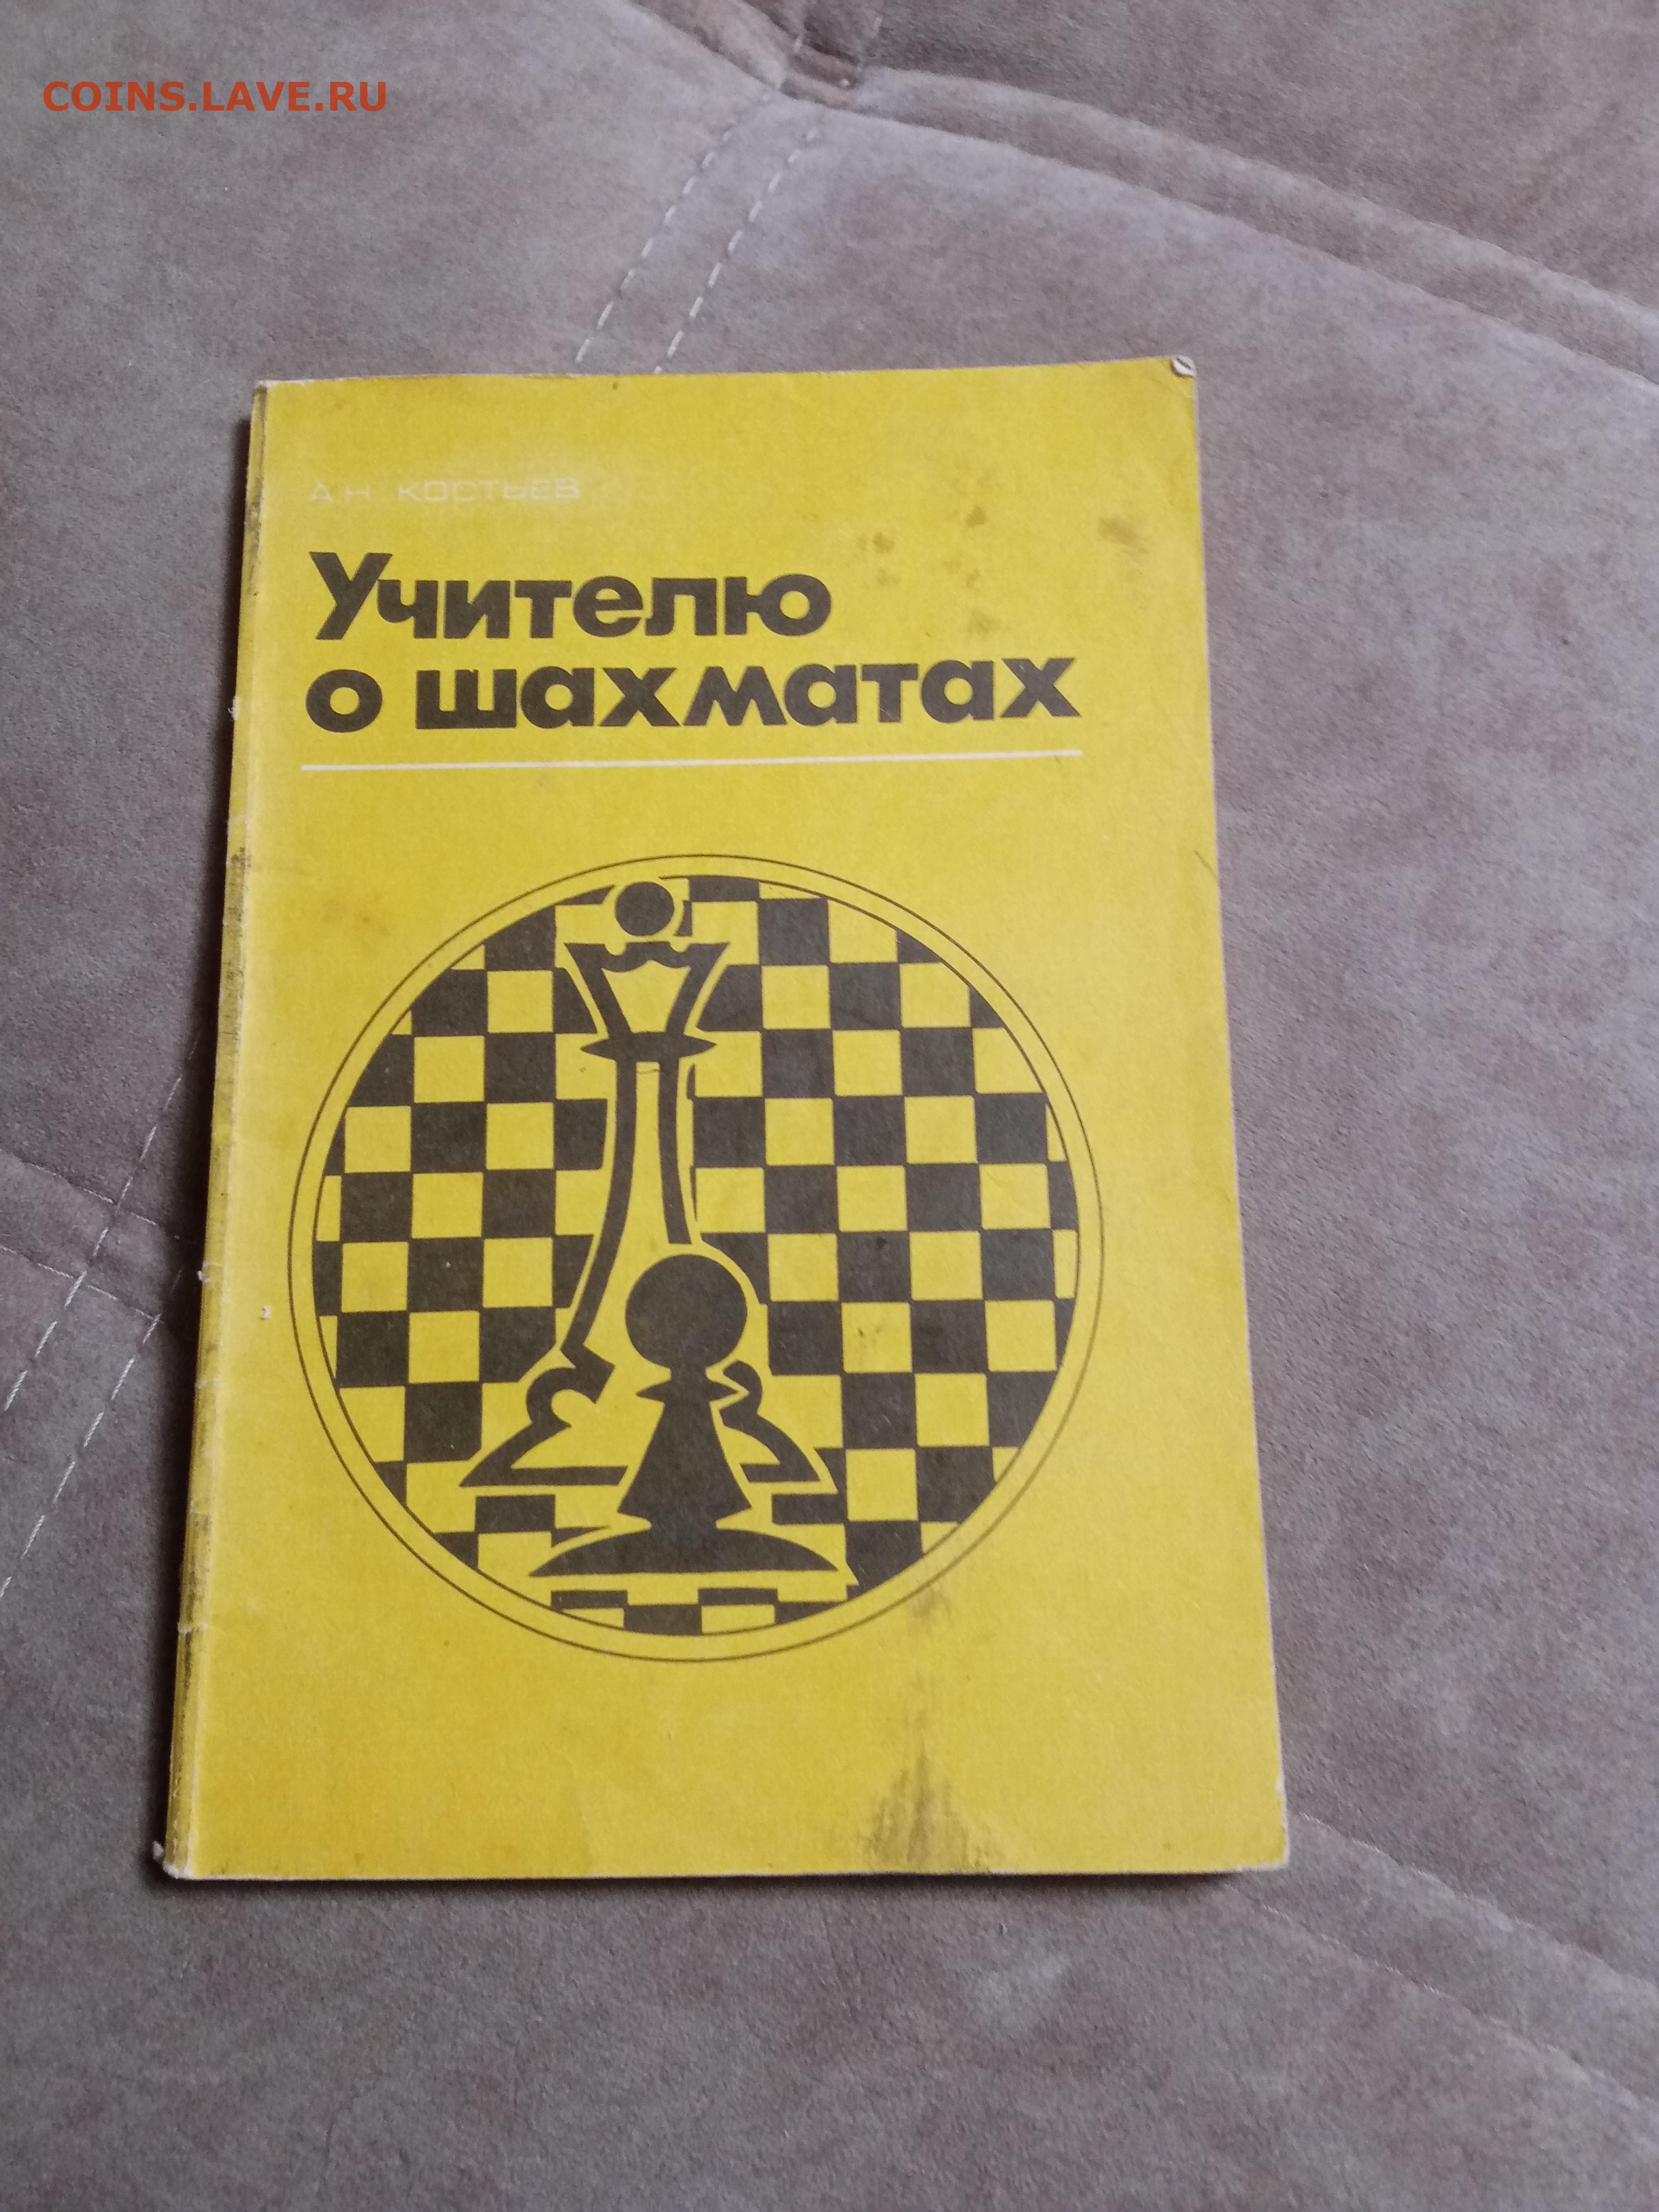 COINS.LAVE.RU
А.Н. КОСТЬЕВ
Учителю
о шахматах